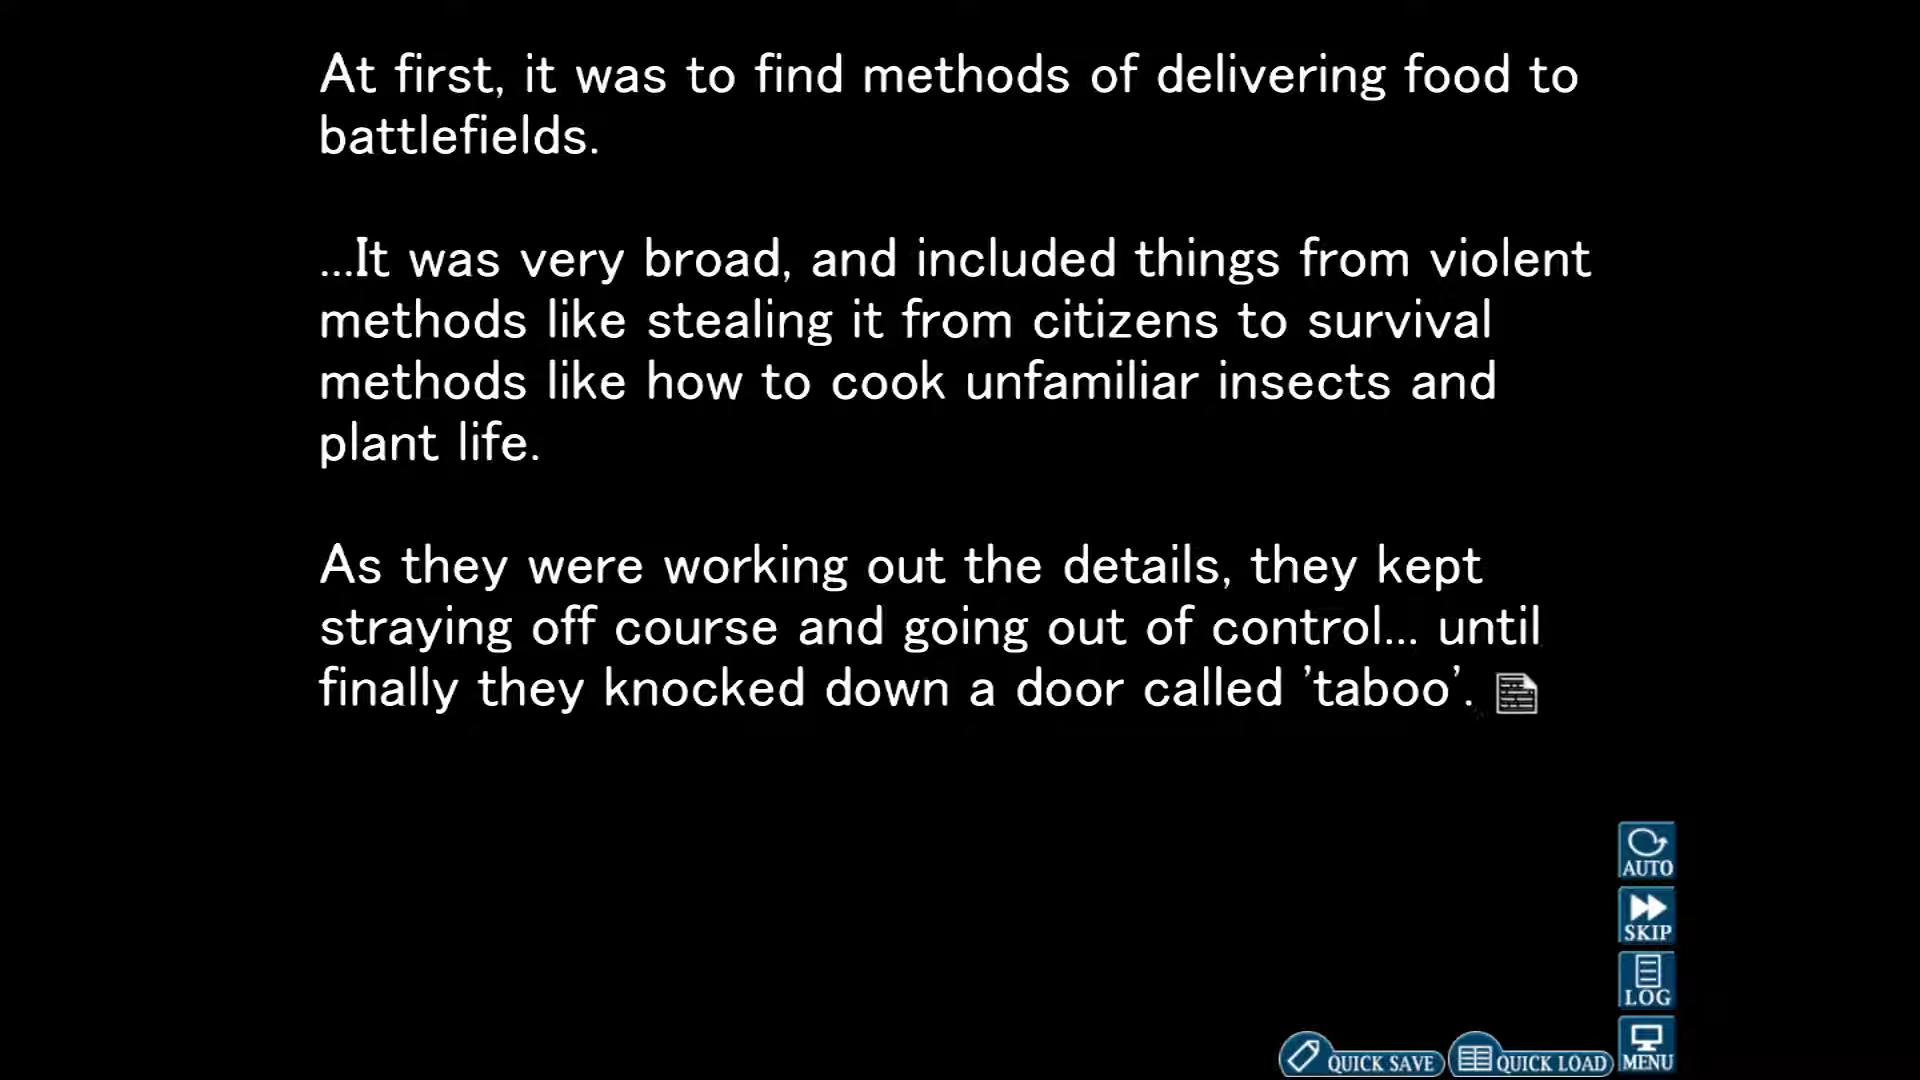 At first, it was to find methods of delivering food to
battlefields.
...It was very broad, and included things from violent
methods like stealing it from citizens to survival
methods like how to cook unfamiliar insects and
plant life.
As they were working out the details, they kept
straying off course and going out of control... until
finally they knocked down a door called 'taboo'.
AUTO
SKIP
LOG
MENU
QUICK SAVE
QUICK LOAD